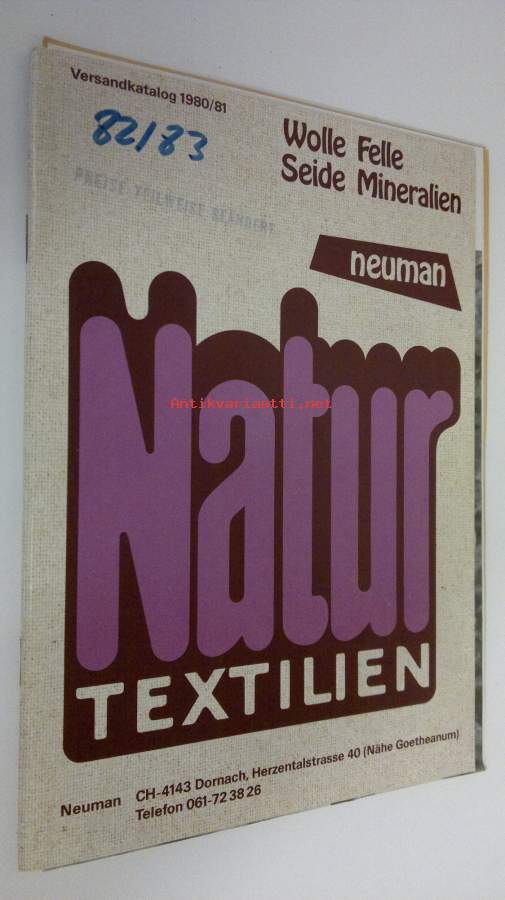 Versandkatalog 1980/81
82/83
PREISE TEILWEISE GEÄNDERT
Wolle Felle
Seide Mineralien
neuman
Natur
Antikvariaatti.net
TEXTILIEN
Neuman CH-4143 Dornach, Herzentalstrasse 40 (Nähe Goetheanum)
Telefon 061-72 38 26